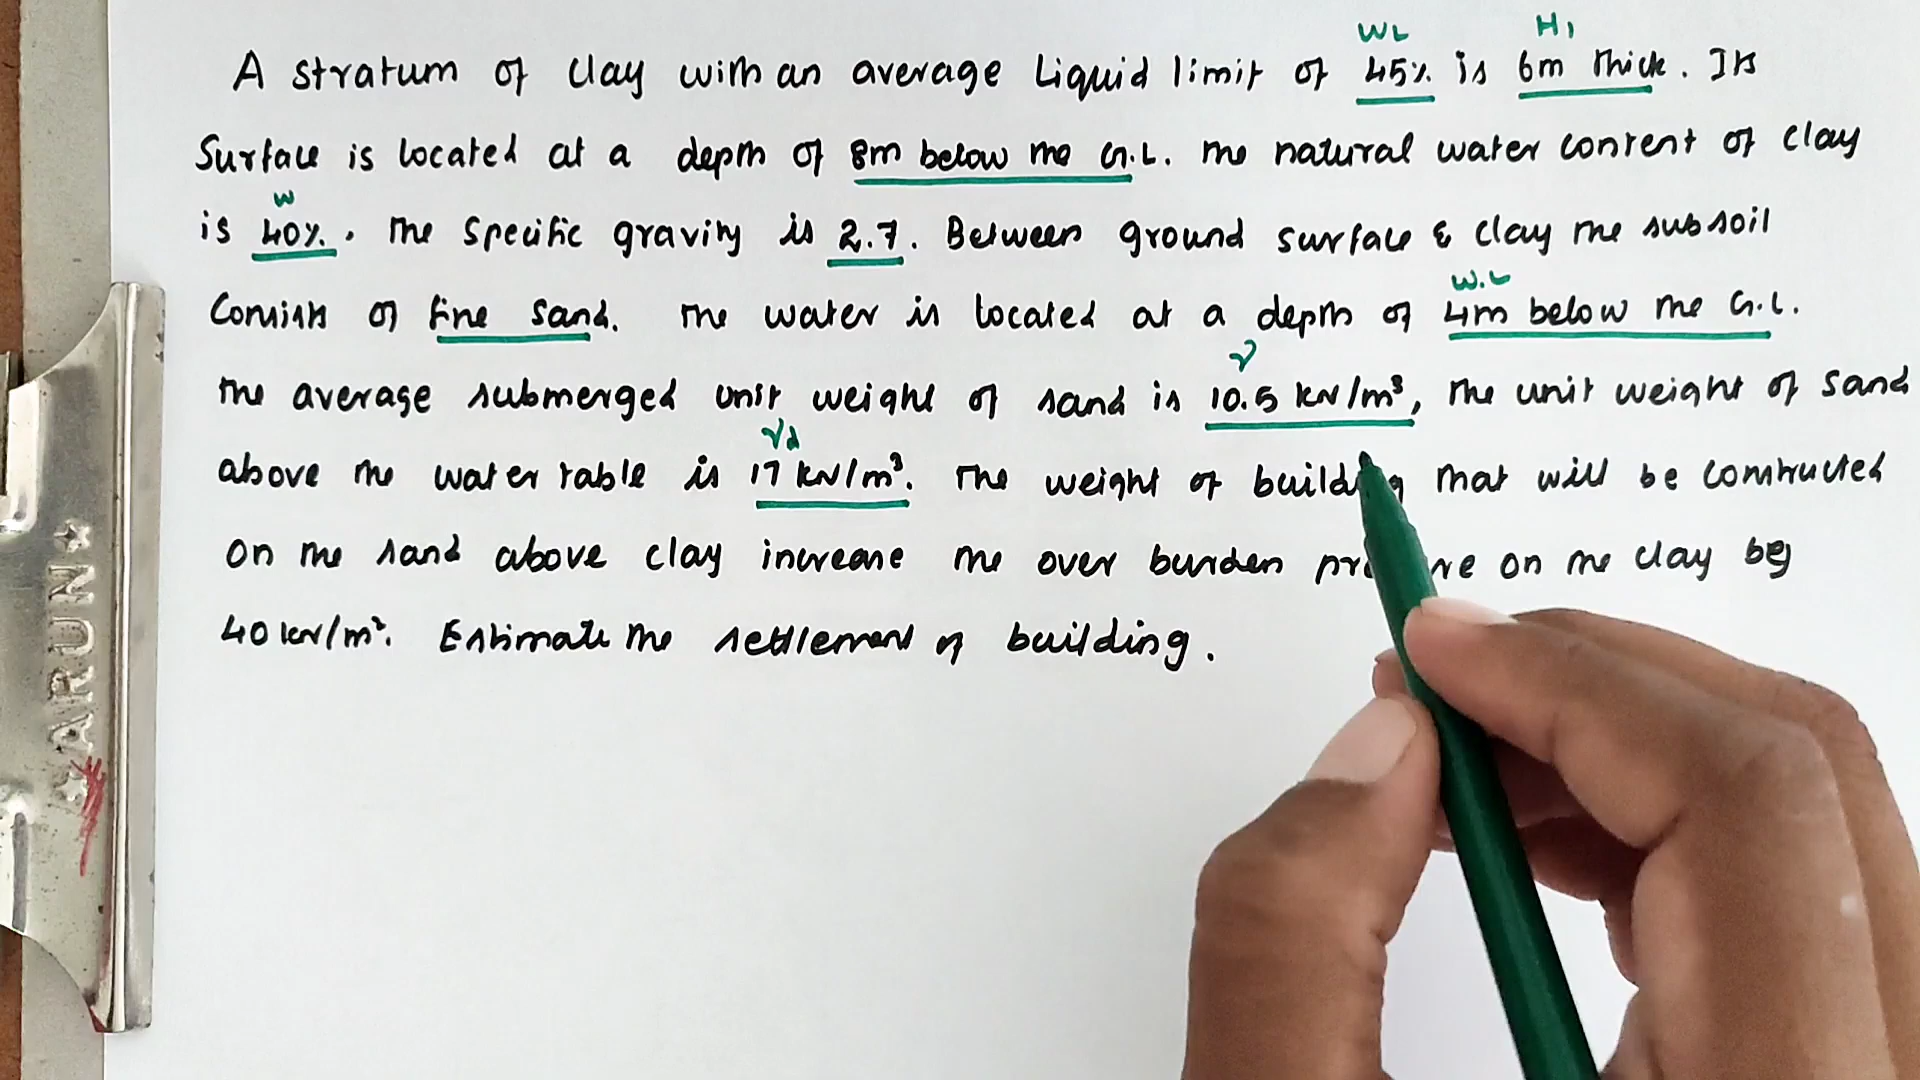 WL H1
A stratum of clay with an average Liquid limit of 45% is 6m thick. Its
Surface is located at a depth of 8m below the G.L. The natural water content of clay
w
is 40%. The specific gravity is 2.7. Between ground surface & clay the subsoil
W.L
Consists of fine sand. The water is located at a depth of 4m below the G.L.
γ
The average submerged unit weight of sand is 10.5 kN/m³, The unit weight of sand
γd
above the water table is 17 kN/m³. The weight of building that will be constructed
on the sand above clay increase the over burden on the clay by
40 kN/m². Estimate the settlement of building.
ARUN